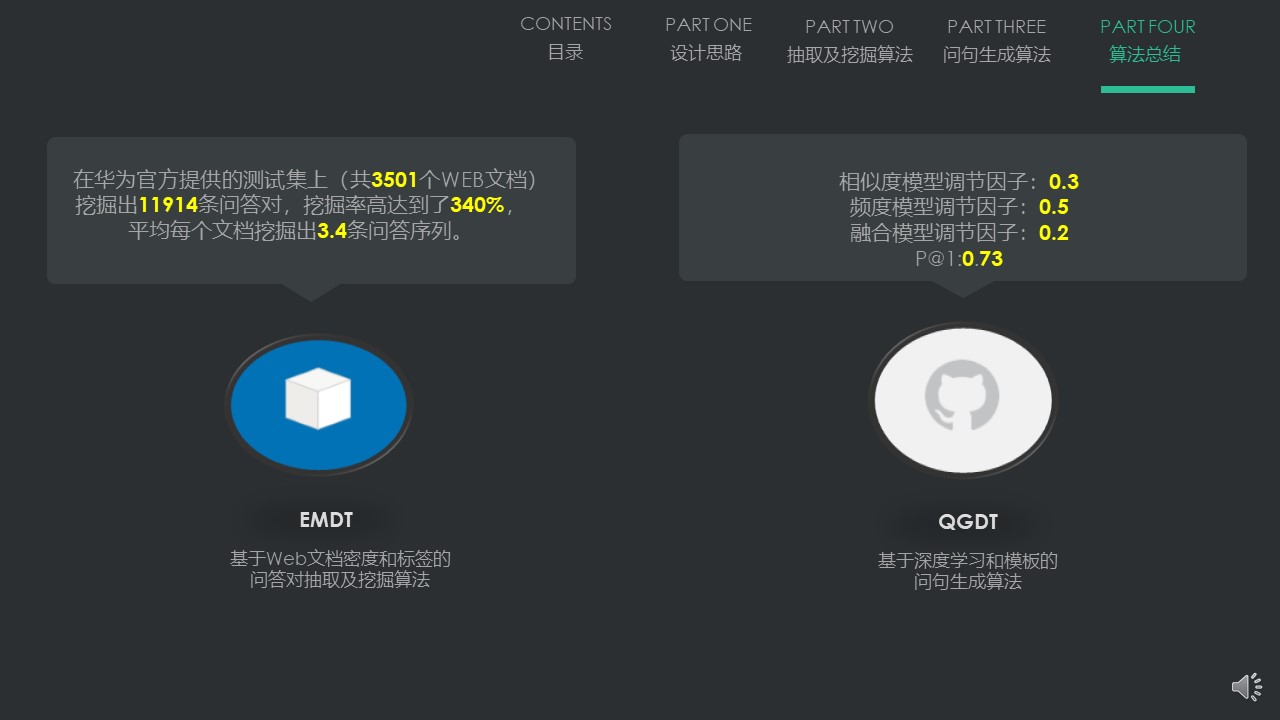 CONTENTS
目录
PART ONE
设计思路
PART TWO
抽取及挖掘算法
PART THREE
问句生成算法
PART FOUR
算法总结
在华为官方提供的测试集上（共3501个WEB文档）
挖掘出11914条问答对，挖掘率高达到了340%，
平均每个文档挖掘出3.4条问答序列。
相似度模型调节因子：0.3
频度模型调节因子：0.5
融合模型调节因子：0.2
P@1:0.73
EMDT
基于Web文档密度和标签的
问答对抽取及挖掘算法
QGDT
基于深度学习和模板的
问句生成算法